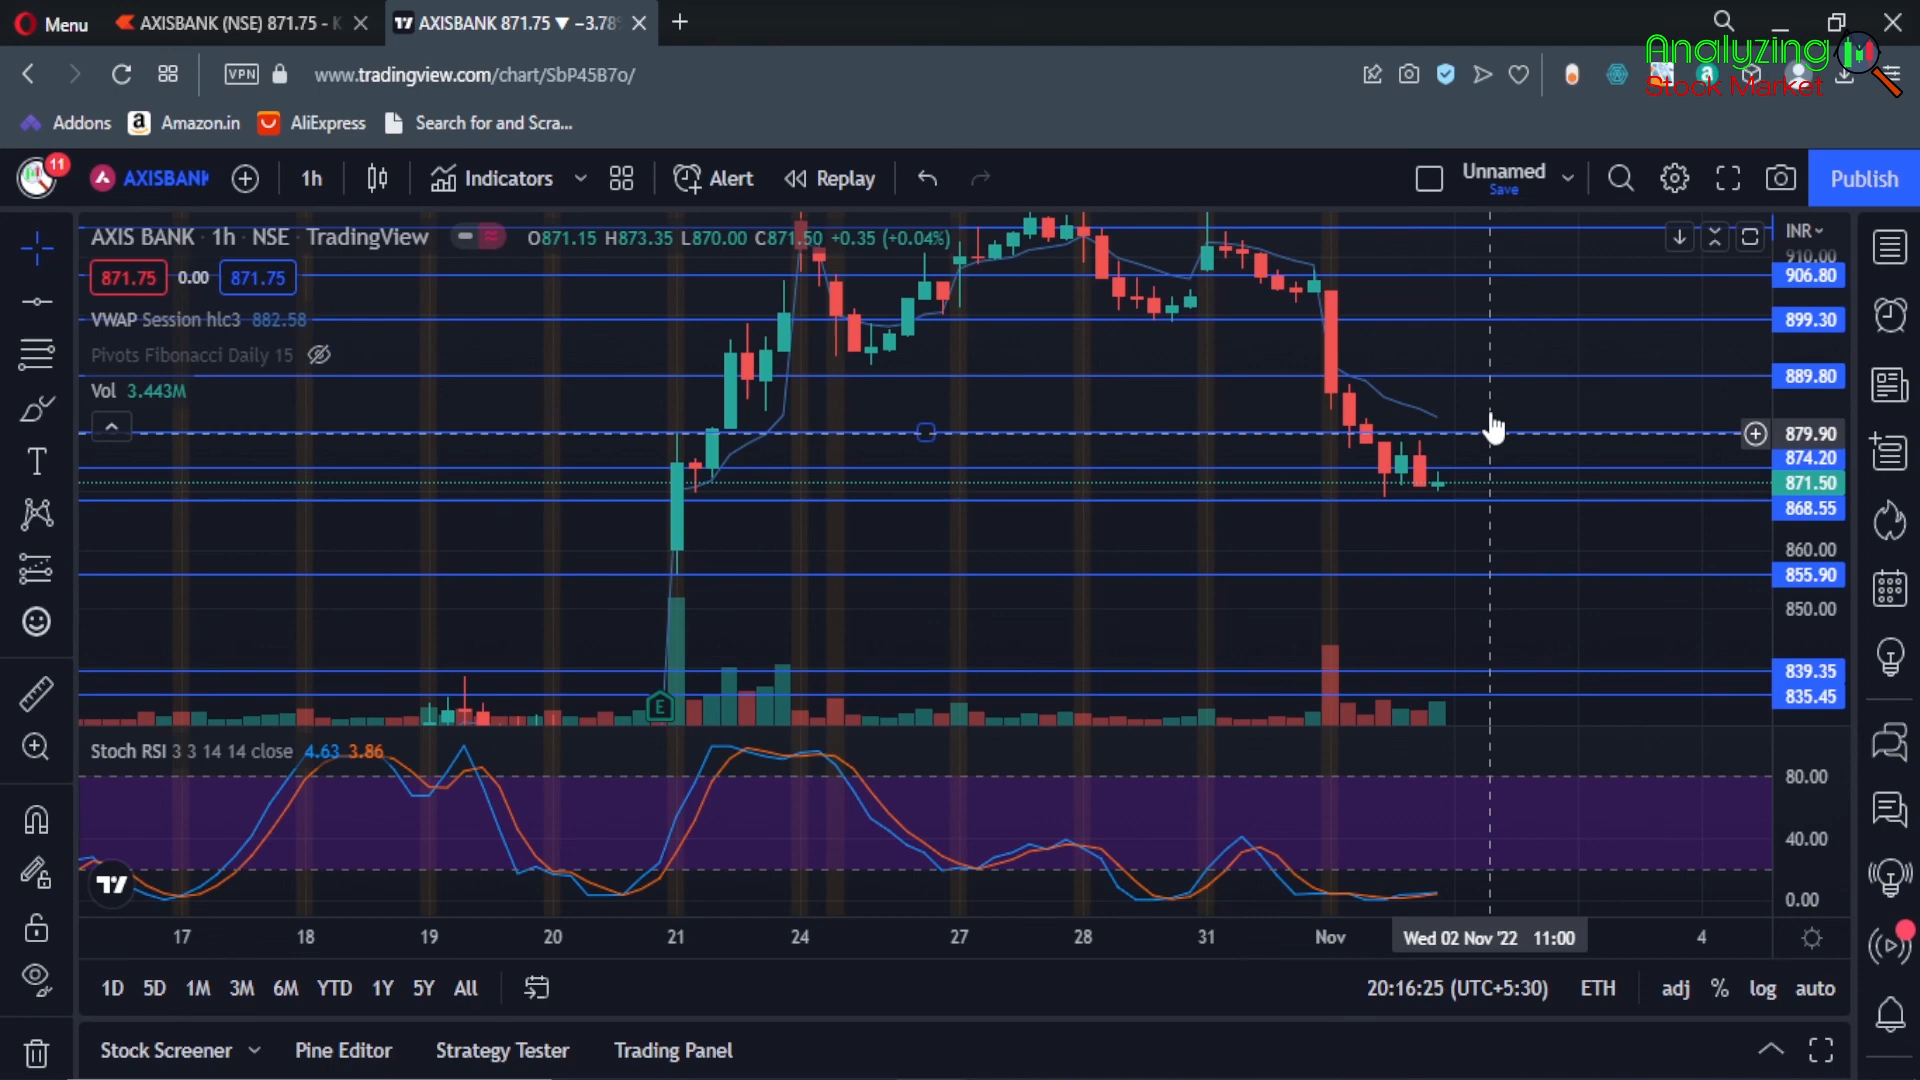 Menu
AXISBANK (NSE) 871.75 - K
AXISBANK 871.75 ▼ −3.78%
Analyzing
Stock Market
VPN
www.tradingview.com/chart/SbP45B7o/
Addons
a
Amazon.in
AliExpress
Search for and Scra...
11
AXISBANK
1h
Indicators
Alert
Replay
Unnamed
Save
Publish
AXIS BANK · 1h · NSE · TradingView
O871.15 H873.35 L870.00 C871.50 +0.35 (+0.04%)
871.75 0.00 871.75
VWAP Session hlc3 882.58
Pivots Fibonacci Daily 15
Vol 3.443M
E
INR
910.00
906.80
899.30
889.80
879.90
874.20
871.50
868.55
860.00
855.90
850.00
839.35
835.45
Stoch RSI 3 3 14 14 close 4.63 3.86
80.00
40.00
0.00
17 18 19 20 21 24 27 28 31 Nov Wed 02 Nov '22 11:00 4
1D 5D 1M 3M 6M YTD 1Y 5Y All
20:16:25 (UTC+5:30) ETH adj % log auto
Stock Screener
Pine Editor
Strategy Tester
Trading Panel